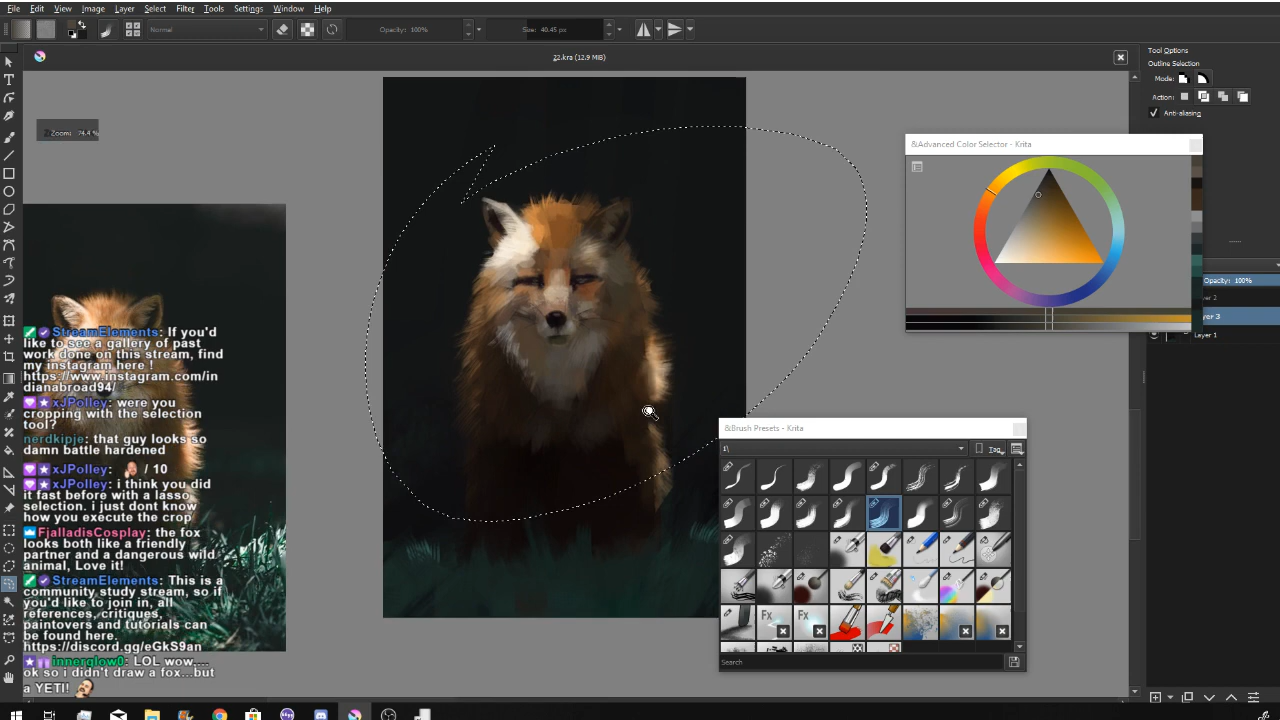 File Edit View Image Layer Select Filter Tools Settings Window Help
Normal
Opacity: 100%
Size: 40.45 px
22.kra (12.9 MiB)
Tool Options
Outline Selection
Mode:
Action:
Anti-aliasing
Zoom: 74.4 %
&Advanced Color Selector - Krita
Opacity: 100%
er 2
er 3
Layer 1
StreamElements: If you'd
like to see a gallery of past
work done on this stream, find
my instagram here !
https://www.instagram.com/in
dianabroad94/
xJPolley: were you
cropping with the selection
tool?
nerdkipje: that guy looks so
damn battle hardened
xJPolley: / 10
xJPolley: i think you did
it fast before with a lasso
selection. i just dont know
how you execute the crop
FjalladisCosplay: the fox
looks both like a friendly
partner and a dangerous wild
animal, Love it!
StreamElements: This is a
community study stream, so if
you'd like to join in, all
references, critiques,
paintovers and tutorials can
be found here.
https://discord.gg/eGkS9an
innerglow0: LOL wow....
ok so i didn't draw a fox...but
a YETI!
&Brush Presets - Krita
Tag
Fx Fx
Search